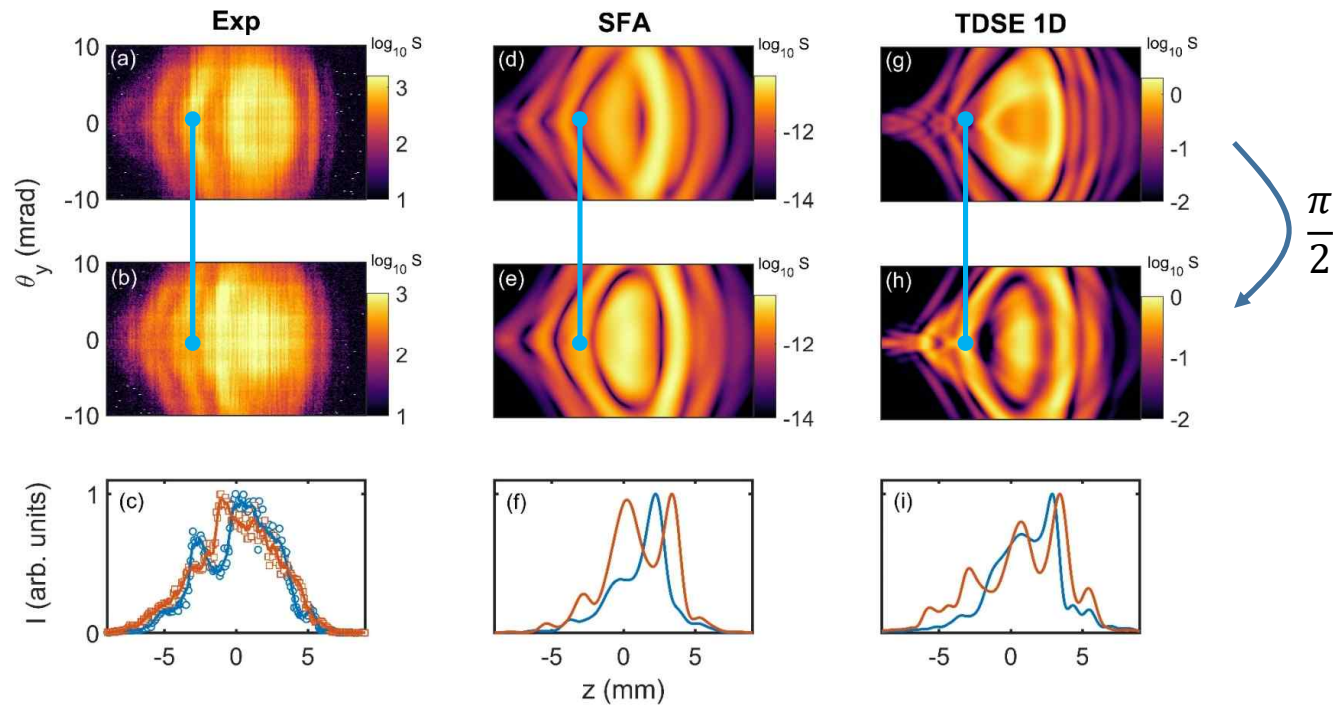 Exp SFA TDSE 1D
log10 S log10 S log10 S
(a) (d) (g)
10 3 -12 0
0 2 -1
-10 1 -14 -2
θy (mrad)
π/2
log10 S log10 S log10 S
(b) (e) (h)
10 3 -12 0
0 2 -1
-10 1 -14 -2
I (arb. units)
(c) (f) (i)
1
0
-5 0 5 -5 0 5 -5 0 5
z (mm)